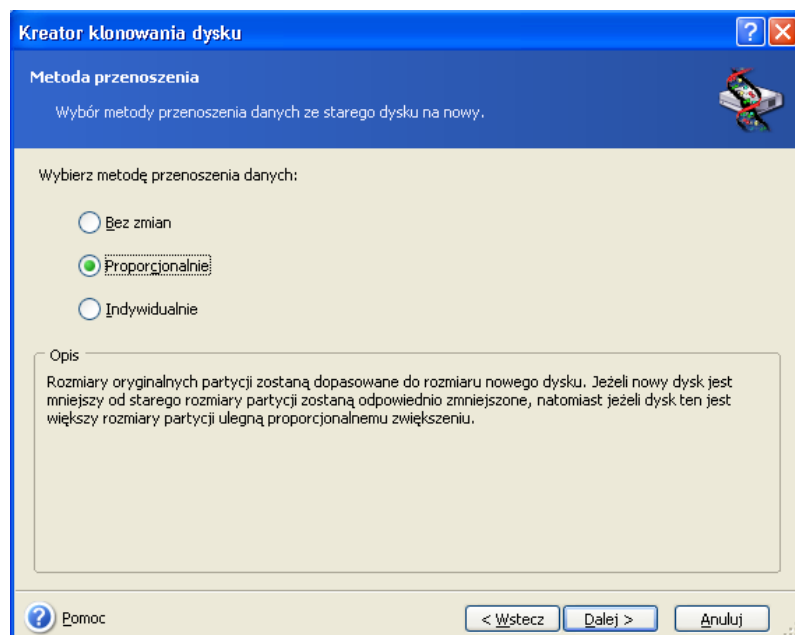 Kreator klonowania dysku
Metoda przenoszenia
Wybór metody przenoszenia danych ze starego dysku na nowy.
Wybierz metodę przenoszenia danych:
Bez zmian
Proporcjonalnie
Indywidualnie
Opis
Rozmiary oryginalnych partycji zostaną dopasowane do rozmiaru nowego dysku. Jeżeli nowy dysk jest
mniejszy od starego rozmiary partycji zostaną odpowiednio zmniejszone, natomiast jeżeli dysk ten jest
większy rozmiary partycji ulegną proporcjonalnemu zwiększeniu.
Pomoc
< Wstecz
Dalej >
Anuluj